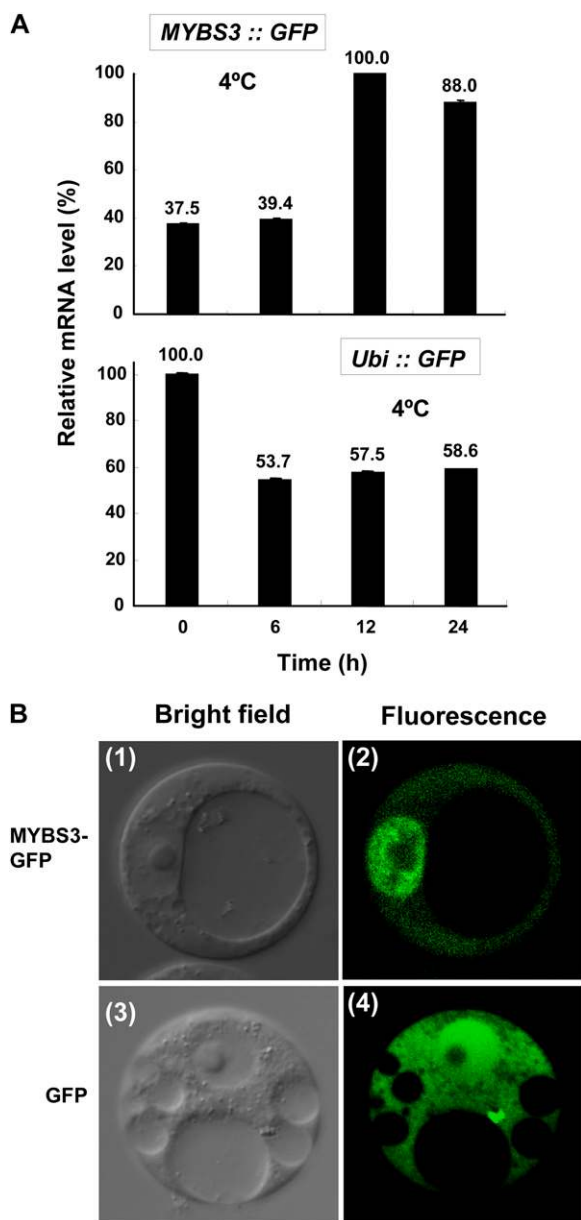 A
MYBS3 :: GFP
4ºC
Relative mRNA level (%)
100
80
60
40
20
0
37.5
39.4
100.0
88.0
Ubi :: GFP
4ºC
100
80
60
40
20
0
100.0
53.7
57.5
58.6
0 6 12 24
Time (h)
B
Bright field Fluorescence
MYBS3-
GFP
(1) (2)
GFP
(3) (4)